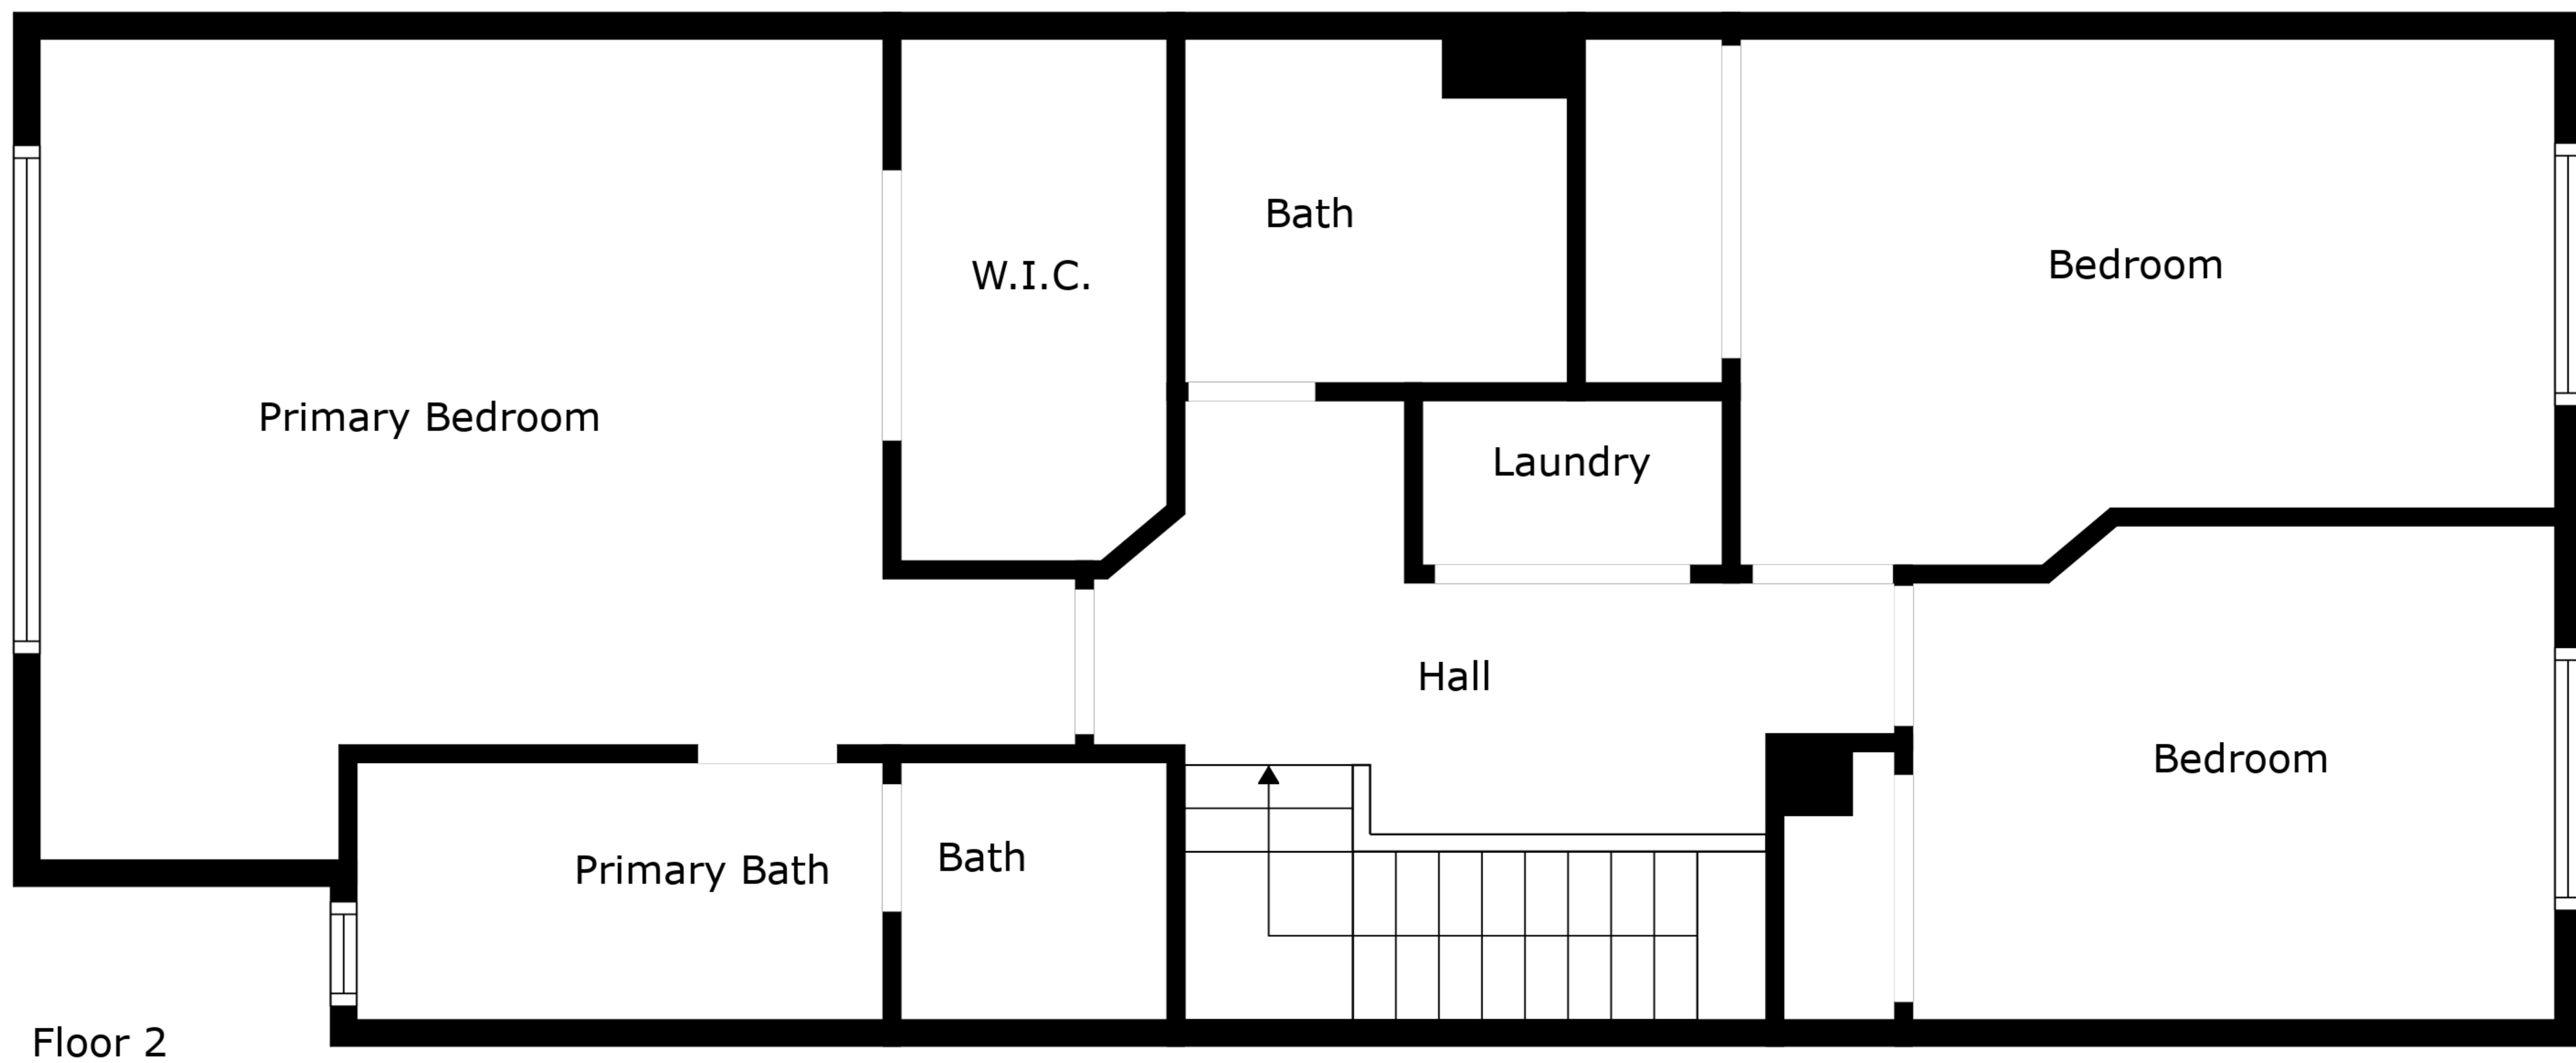 Bath
W.I.C.
Bedroom
Primary Bedroom
Laundry
Hall
Bedroom
Primary Bath
Bath
Floor 2